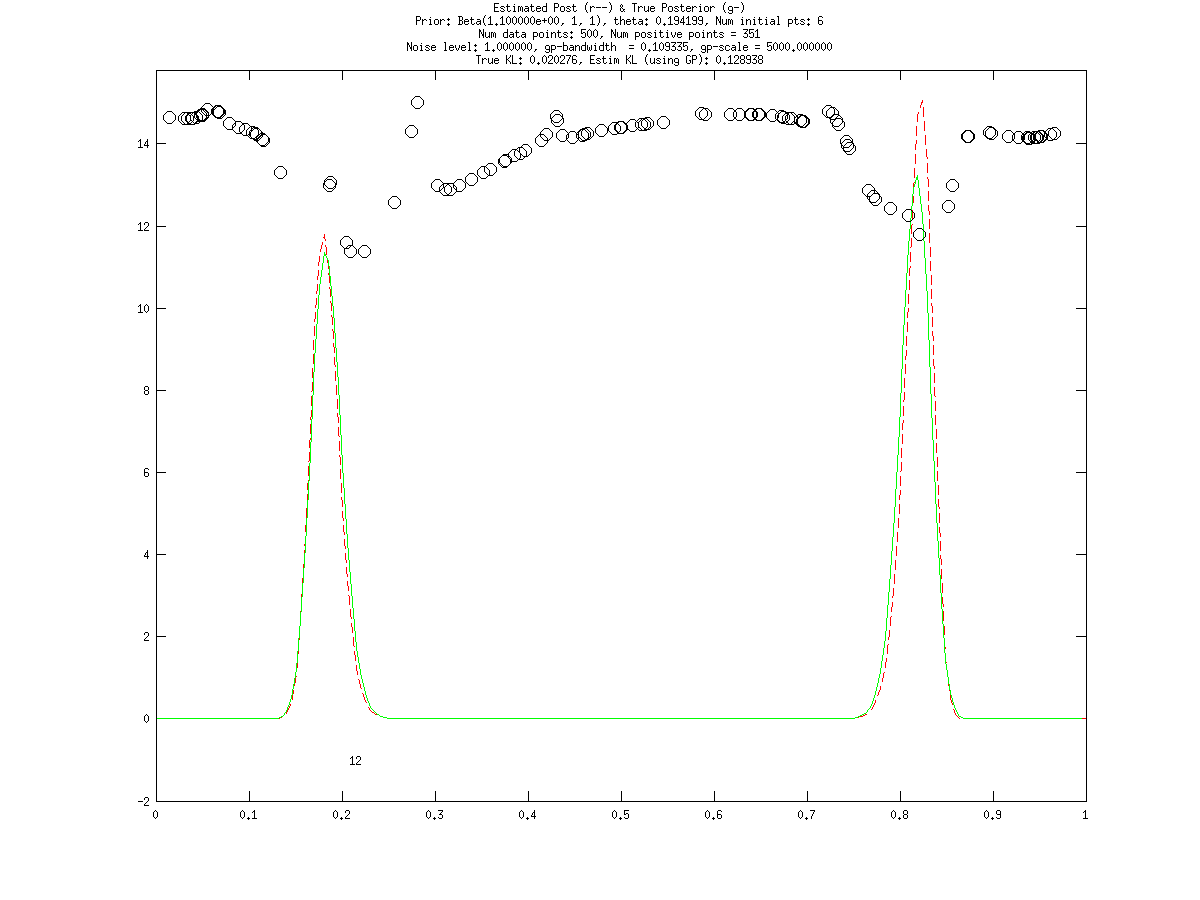 Estimated Post (r--) & True Posterior (g-)
Prior: Beta(1.100000e+00, 1, 1), theta: 0.194199, Num initial pts: 6
Num data points: 500, Num positive points = 351
Noise level: 1.000000, gp-bandwidth  = 0.109335, gp-scale = 5000.000000
True KL: 0.020276, Estim KL (using GP): 0.128938
14
12
10
8
6
4
2
0
12
-2
0 0.1 0.2 0.3 0.4 0.5 0.6 0.7 0.8 0.9 1